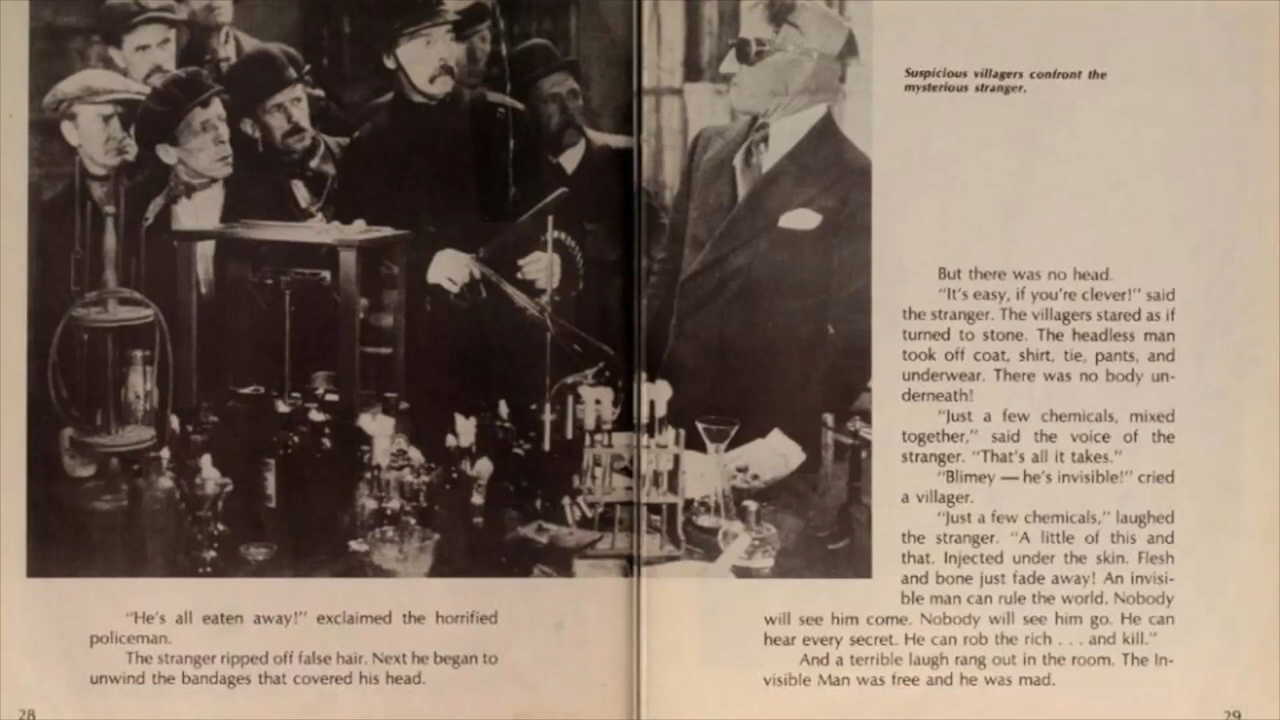 "He's all eaten away!" exclaimed the horrified
policeman.
The stranger ripped off false hair. Next he began to
unwind the bandages that covered his head.
28
Suspicious villagers confront the
mysterious stranger.
But there was no head.
"It's easy, if you're clever!" said
the stranger. The villagers stared as if
turned to stone. The headless man
took off coat, shirt, tie, pants, and
underwear. There was no body un-
derneath!
"Just a few chemicals, mixed
together," said the voice of the
stranger. "That's all it takes."
"Blimey — he's invisible!" cried
a villager.
"Just a few chemicals," laughed
the stranger. "A little of this and
that. Injected under the skin. Flesh
and bone just fade away! An invisi-
ble man can rule the world. Nobody
will see him come. Nobody will see him go. He can
hear every secret. He can rob the rich . . . and kill."
And a terrible laugh rang out in the room. The In-
visible Man was free and he was mad.
29